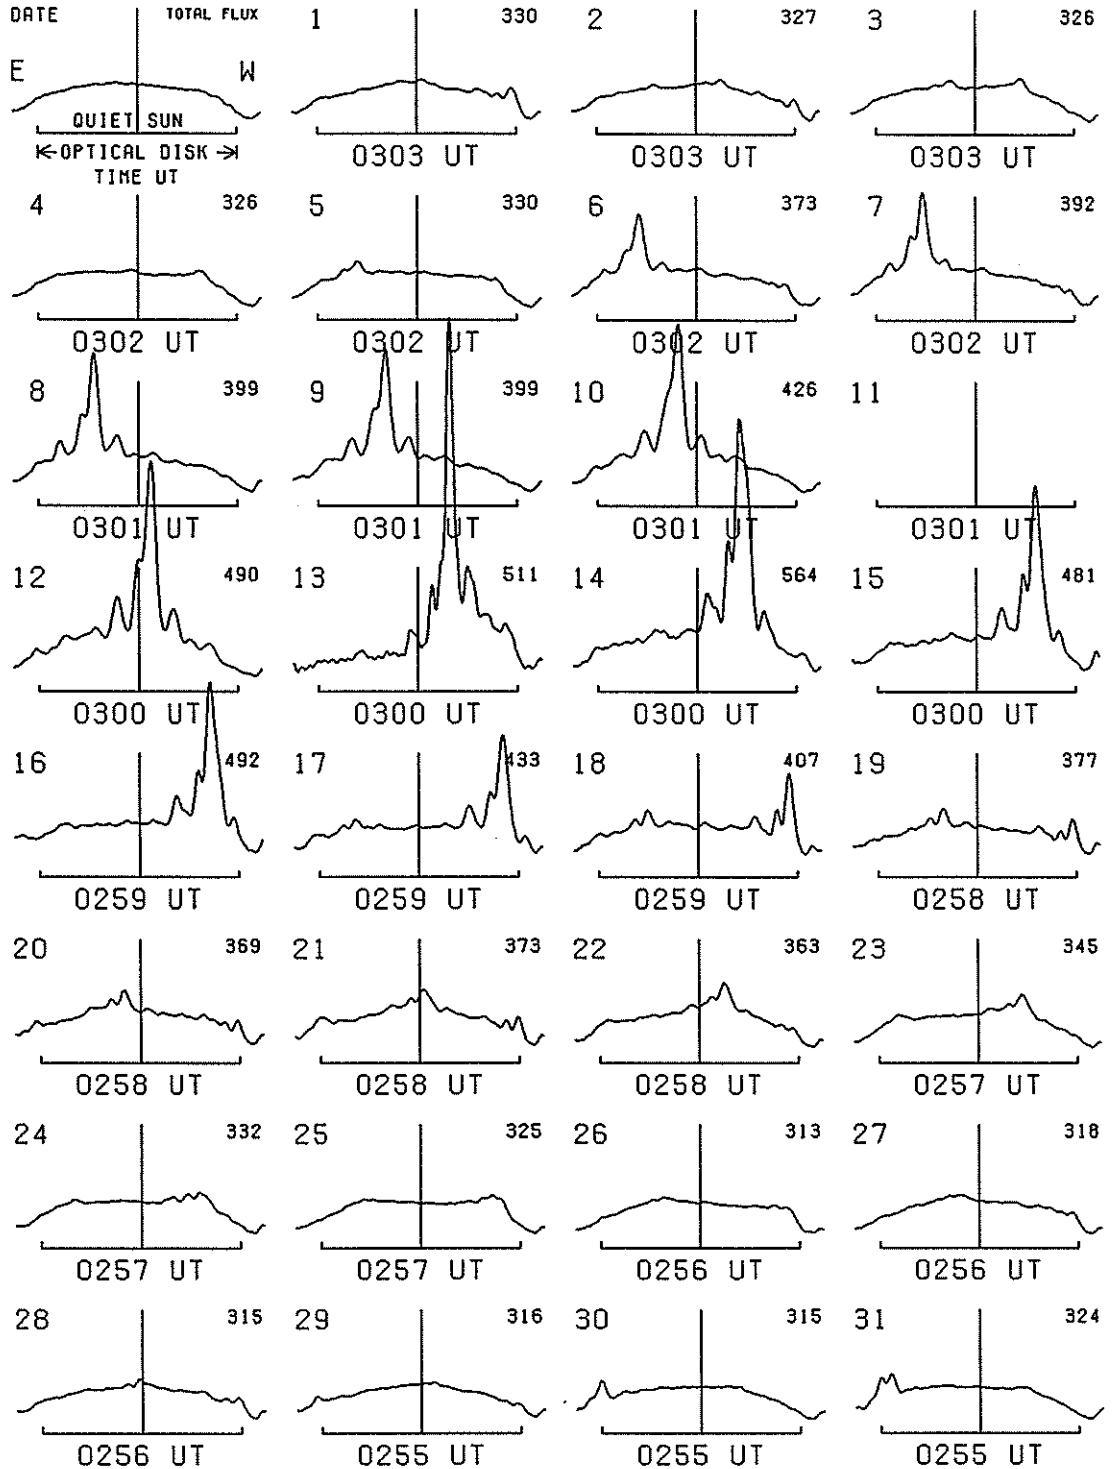 DATE TOTAL FLUX 1 330 2 327 3 326
E W
QUIET SUN
OPTICAL DISK
TIME UT
0303 UT 0303 UT 0303 UT
4 326 5 330 6 373 7 392
0302 UT 0302 UT 0302 UT 0302 UT
8 399 9 399 10 426 11
0301 UT 0301 UT 0301 UT 0301 UT
12 490 13 511 14 564 15 481
0300 UT 0300 UT 0300 UT 0300 UT
16 492 17 433 18 407 19 377
0259 UT 0259 UT 0259 UT 0258 UT
20 369 21 373 22 363 23 345
0258 UT 0258 UT 0258 UT 0257 UT
24 332 25 325 26 313 27 318
0257 UT 0257 UT 0256 UT 0256 UT
28 315 29 316 30 315 31 324
0256 UT 0255 UT 0255 UT 0255 UT